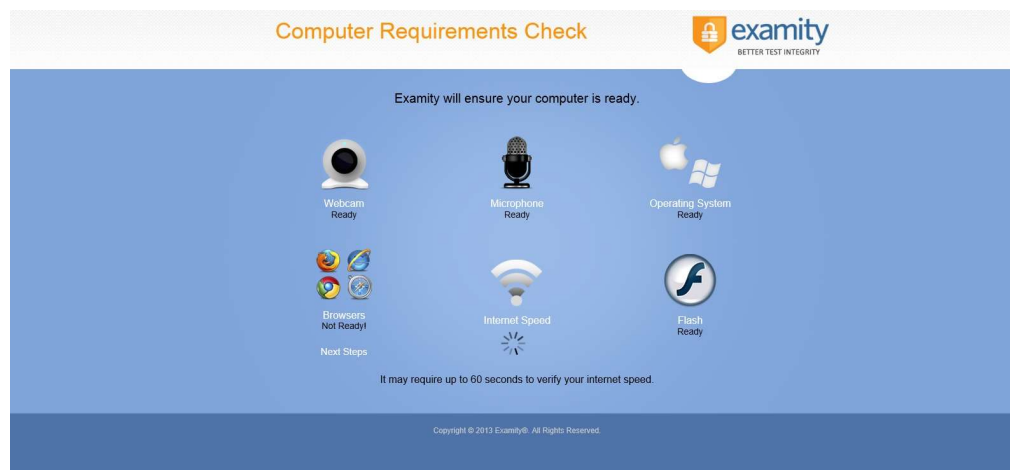 Computer Requirements Check
examity
BETTER TEST INTEGRITY
Examity will ensure your computer is ready.
Webcam
Ready
Microphone
Ready
Operating System
Ready
Browsers
Not Ready!
Next Steps
Internet Speed
Flash
Ready
It may require up to 60 seconds to verify your internet speed.
Copyright © 2013 Examity®. All Rights Reserved.